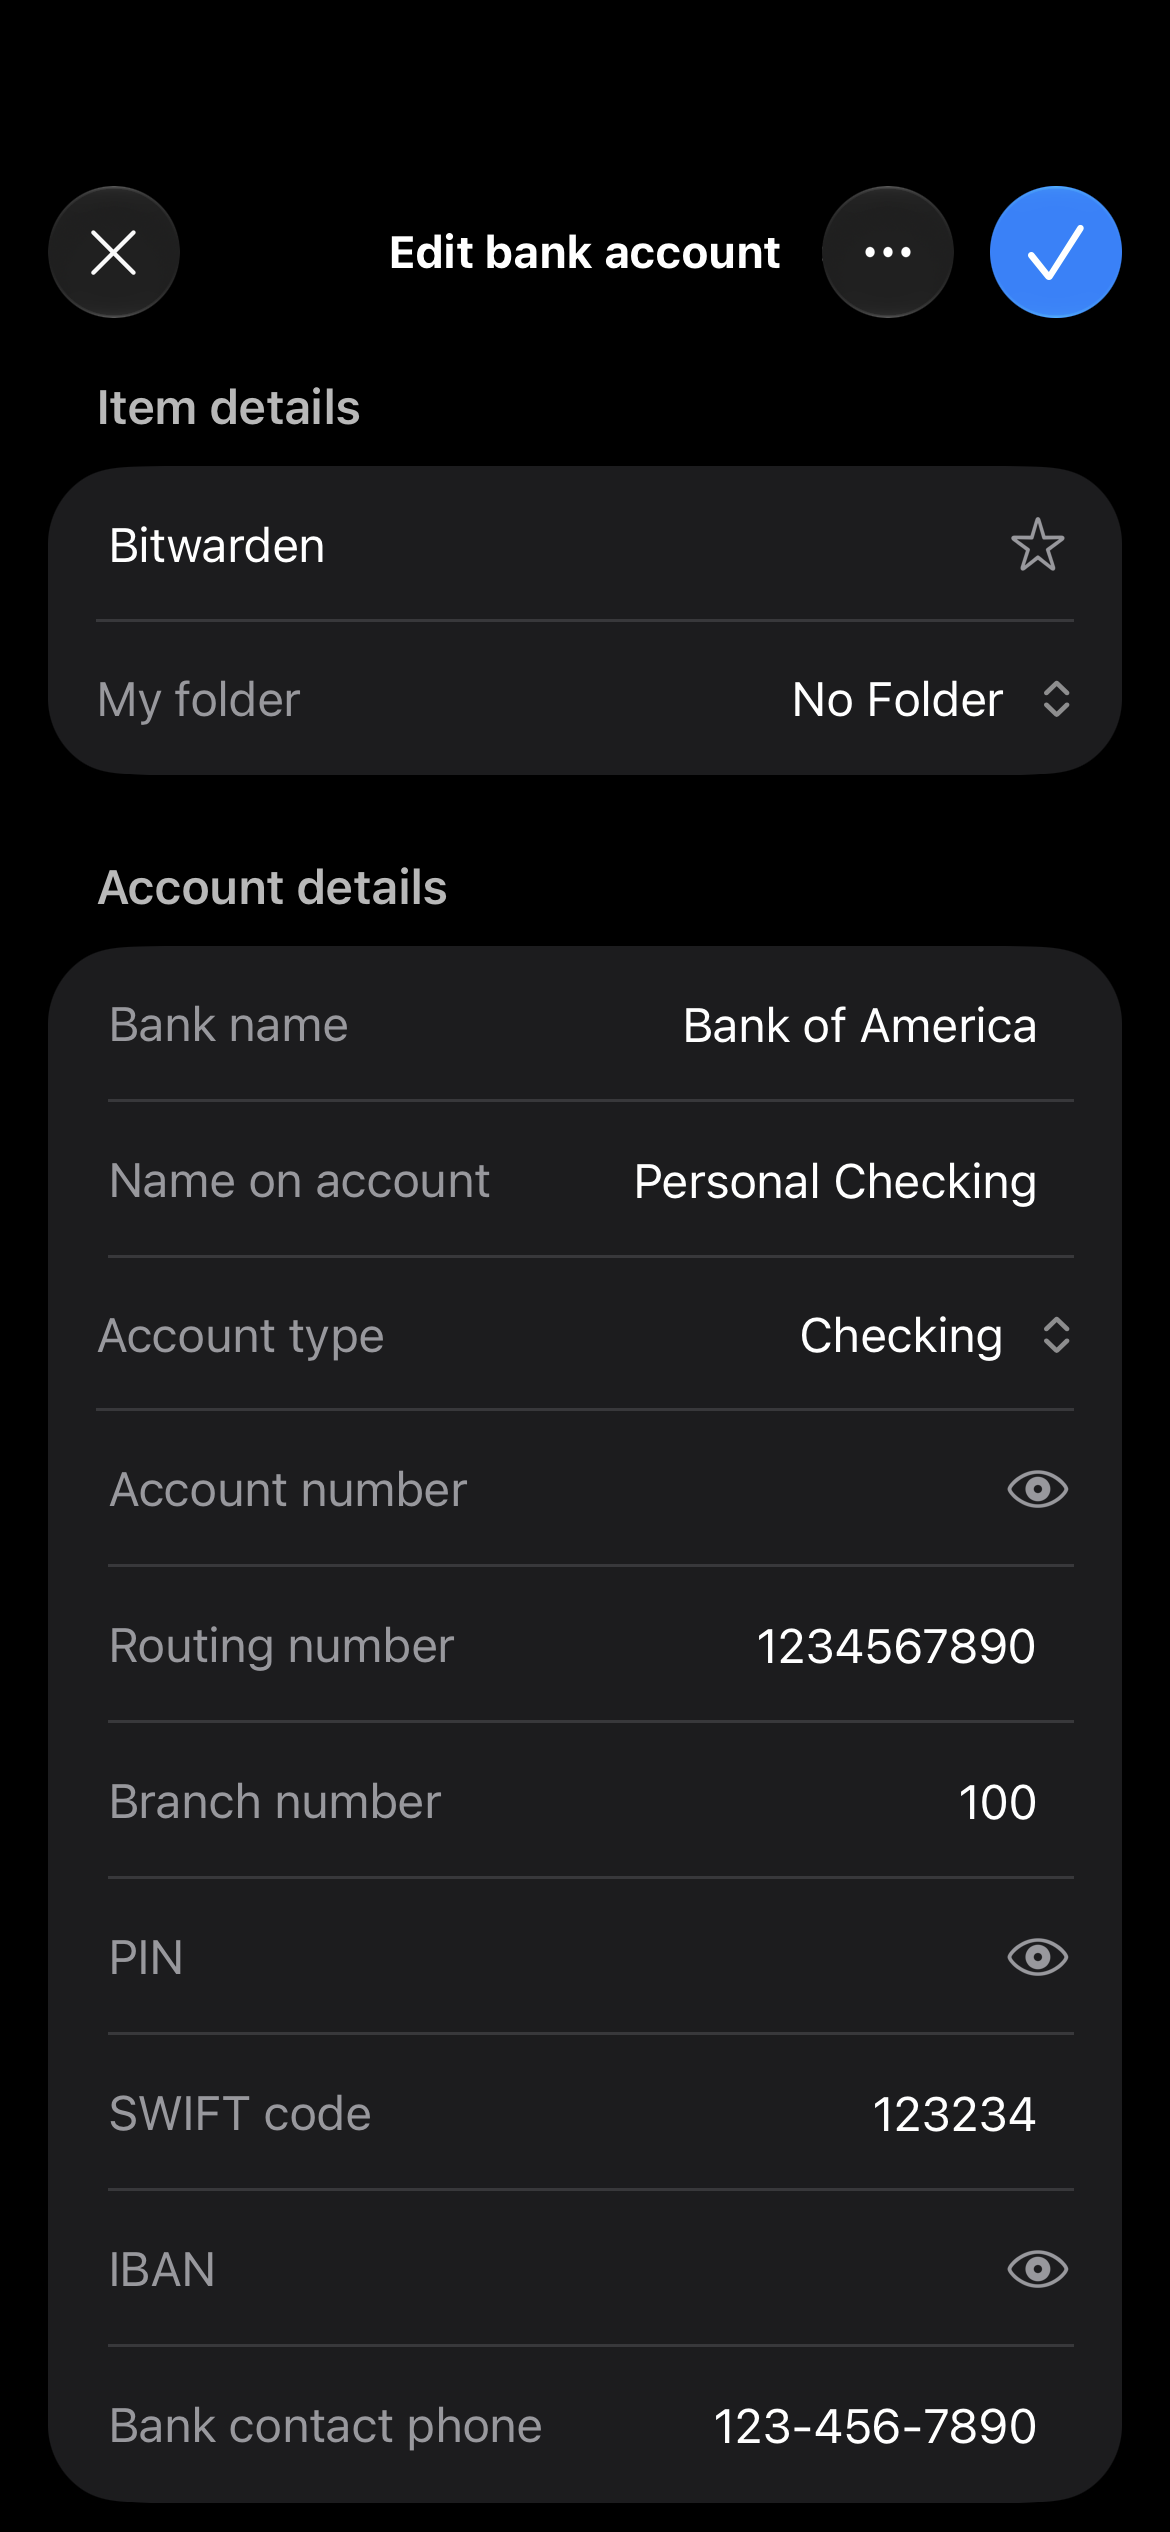 Edit bank account
Item details
Bitwarden
My folder No Folder
Account details
Bank name Bank of America
Name on account Personal Checking
Account type Checking
Account number
Routing number 1234567890
Branch number 100
PIN
SWIFT code 123234
IBAN
Bank contact phone 123-456-7890